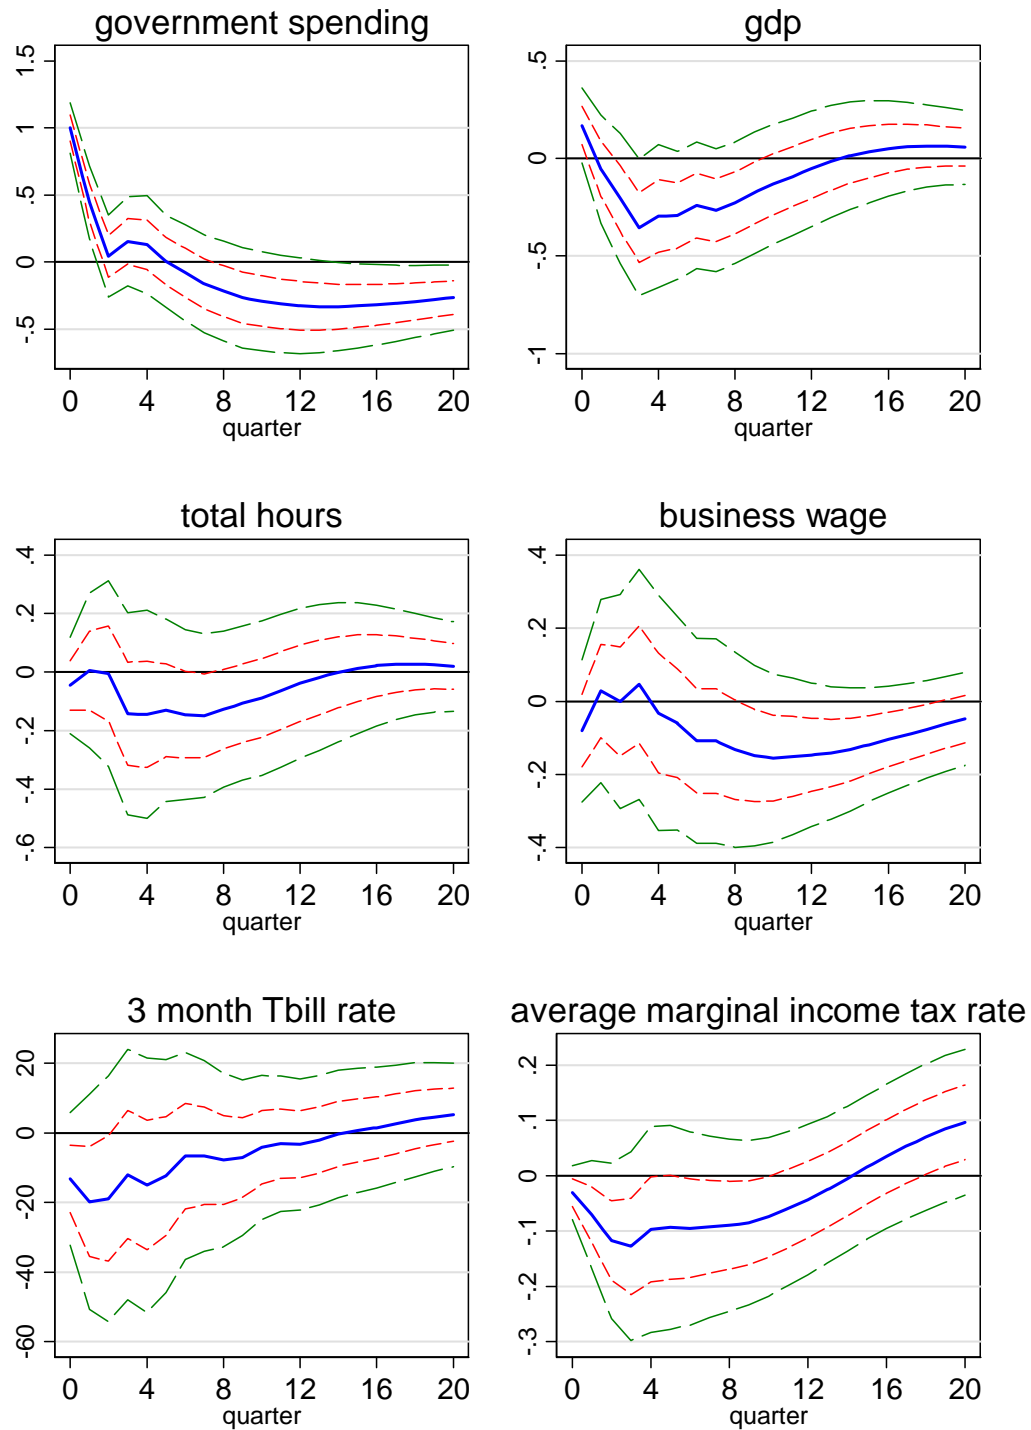 government spending
1.5
1
.5
0
-.5
0 4 8 12 16 20
quarter
gdp
.5
0
-.5
-1
0 4 8 12 16 20
quarter
total hours
.4
.2
0
-.2
-.4
-.6
0 4 8 12 16 20
quarter
business wage
.4
.2
0
-.2
-.4
0 4 8 12 16 20
quarter
3 month Tbill rate
20
0
-20
-40
-60
0 4 8 12 16 20
quarter
average marginal income tax rate
.2
.1
0
-.1
-.2
-.3
0 4 8 12 16 20
quarter